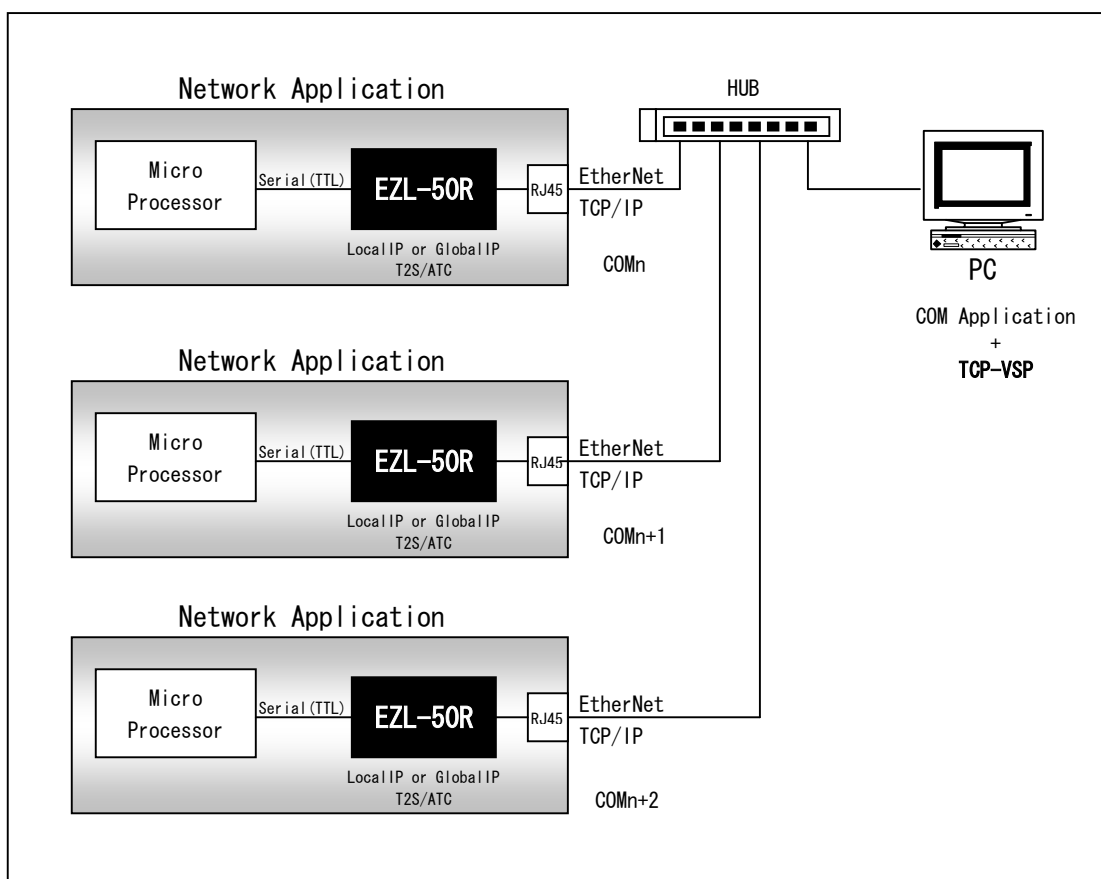 Network Application
HUB
Micro
Processor
Serial(TTL)
EZL-50R
RJ45
EtherNet
TCP/IP
LocalIP or GlobalIP
T2S/ATC
COMn
PC
COM Application
+
TCP-VSP
Network Application
Micro
Processor
Serial(TTL)
EZL-50R
RJ45
EtherNet
TCP/IP
LocalIP or GlobalIP
T2S/ATC
COMn+1
Network Application
Micro
Processor
Serial(TTL)
EZL-50R
RJ45
EtherNet
TCP/IP
LocalIP or GlobalIP
T2S/ATC
COMn+2